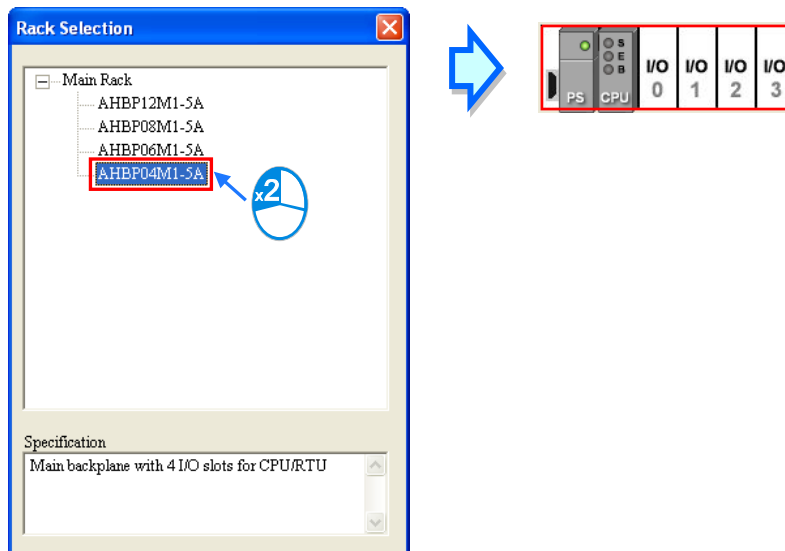 Rack Selection
Main Rack
AHBP12M1-5A
AHBP08M1-5A
AHBP06M1-5A
AHBP04M1-5A
x2
Specification
Main backplane with 4 I/O slots for CPU/RTU
S
E
B
PS CPU
I/O I/O I/O I/O
0 1 2 3